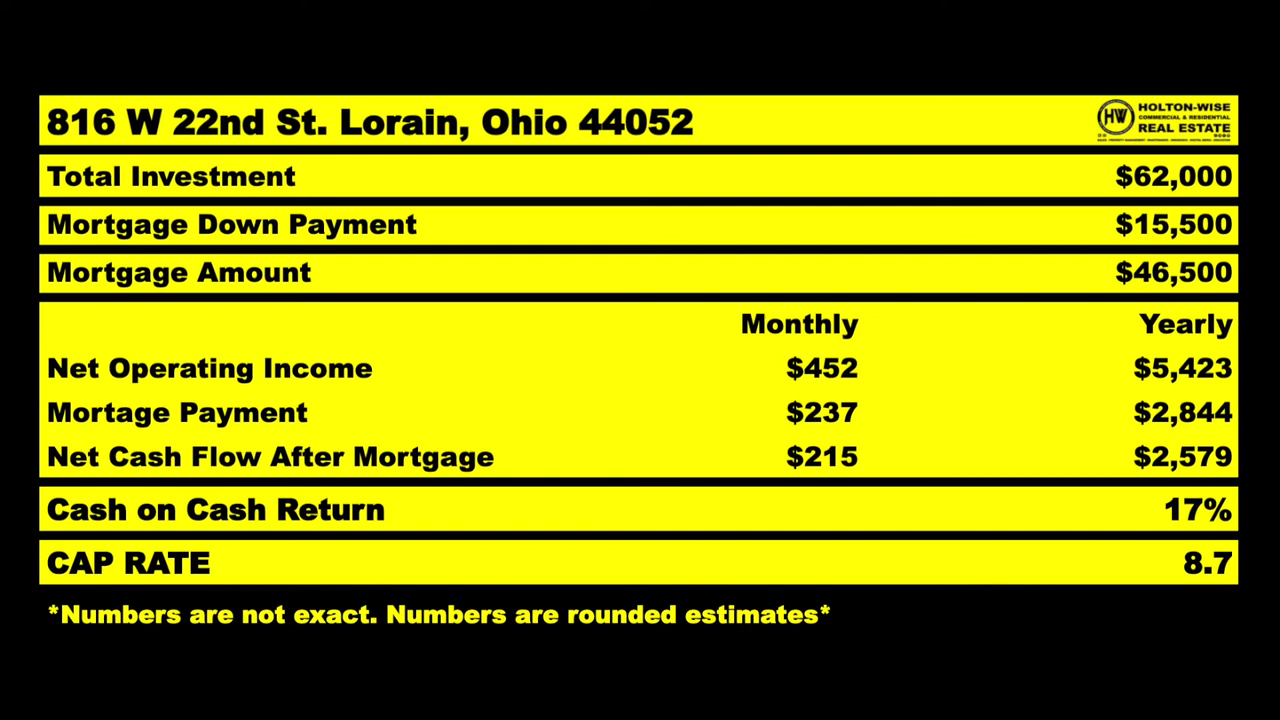 816 W 22nd St. Lorain, Ohio 44052
HW HOLTON-WISE
COMMERCIAL & RESIDENTIAL
REAL ESTATE
Total Investment $62,000
Mortgage Down Payment $15,500
Mortgage Amount $46,500
Monthly Yearly
Net Operating Income $452 $5,423
Mortage Payment $237 $2,844
Net Cash Flow After Mortgage $215 $2,579
Cash on Cash Return 17%
CAP RATE 8.7
*Numbers are not exact. Numbers are rounded estimates*